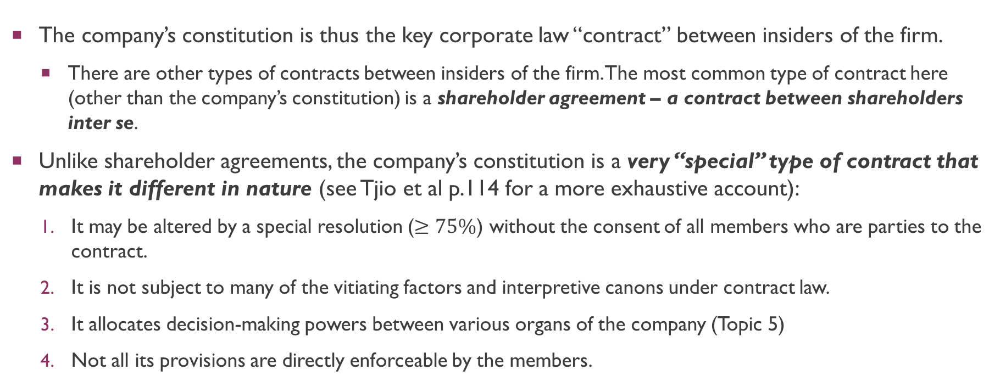 ▪ The company’s constitution is thus the key corporate law “contract” between insiders of the firm.
▪ There are other types of contracts between insiders of the firm. The most common type of contract here
(other than the company’s constitution) is a shareholder agreement – a contract between shareholders
inter se.
▪ Unlike shareholder agreements, the company’s constitution is a very “special” type of contract that
makes it different in nature (see Tjio et al p.114 for a more exhaustive account):
1. It may be altered by a special resolution (≥ 75%) without the consent of all members who are parties to the
contract.
2. It is not subject to many of the vitiating factors and interpretive canons under contract law.
3. It allocates decision-making powers between various organs of the company (Topic 5)
4. Not all its provisions are directly enforceable by the members.